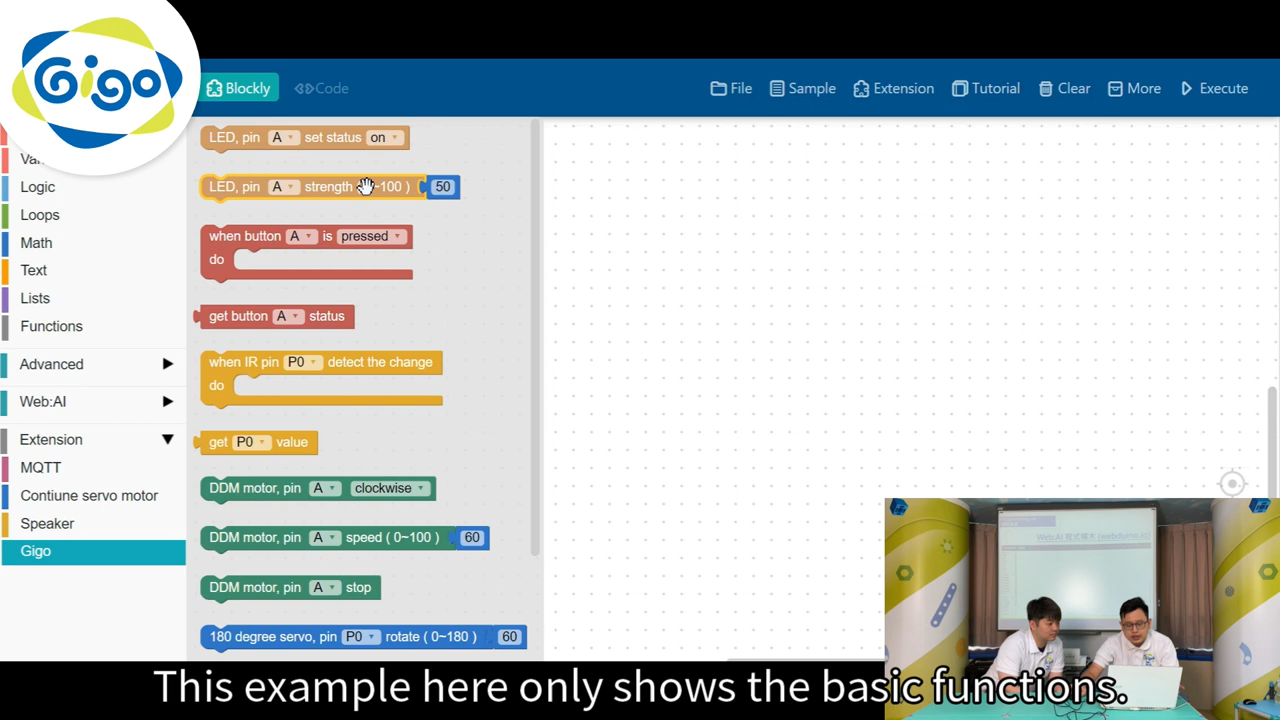 Gigo
Blockly
Code
File
Sample
Extension
Tutorial
Clear
More
Execute
Logic
Loops
Math
Text
Lists
Functions
Advanced
Web:AI
Extension
MQTT
Contiune servo motor
Speaker
Gigo
LED, pin A set status on
LED, pin A strength ~100 ) 50
when button A is pressed
do
get button A status
when IR pin P0 detect the change
do
get P0 value
DDM motor, pin A clockwise
DDM motor, pin A speed ( 0~100 ) 60
DDM motor, pin A stop
180 degree servo, pin P0 rotate ( 0~180 ) 60
This example here only shows the basic functions.